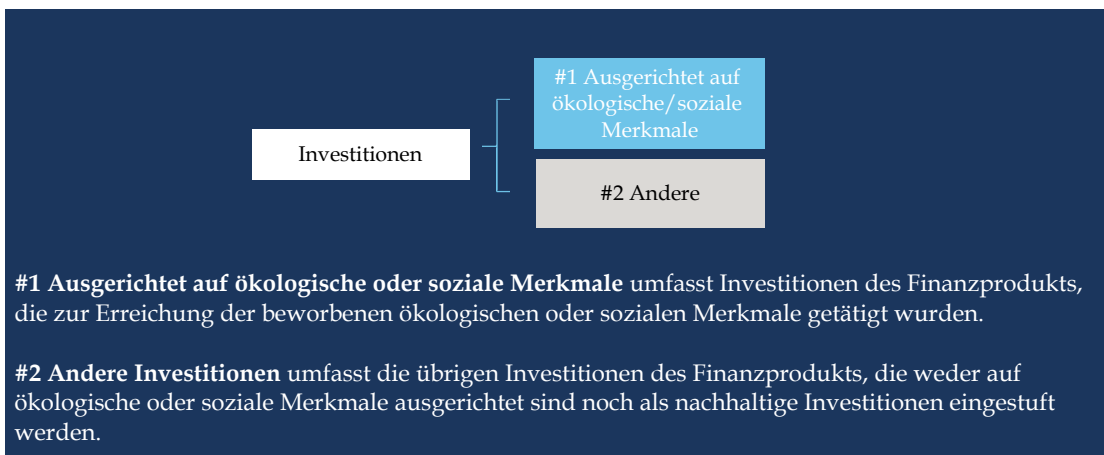 #1 Ausgerichtet auf
ökologische/soziale
Merkmale
Investitionen
#2 Andere
#1 Ausgerichtet auf ökologische oder soziale Merkmale umfasst Investitionen des Finanzprodukts,
die zur Erreichung der beworbenen ökologischen oder sozialen Merkmale getätigt wurden.
#2 Andere Investitionen umfasst die übrigen Investitionen des Finanzprodukts, die weder auf
ökologische oder soziale Merkmale ausgerichtet sind noch als nachhaltige Investitionen eingestuft
werden.